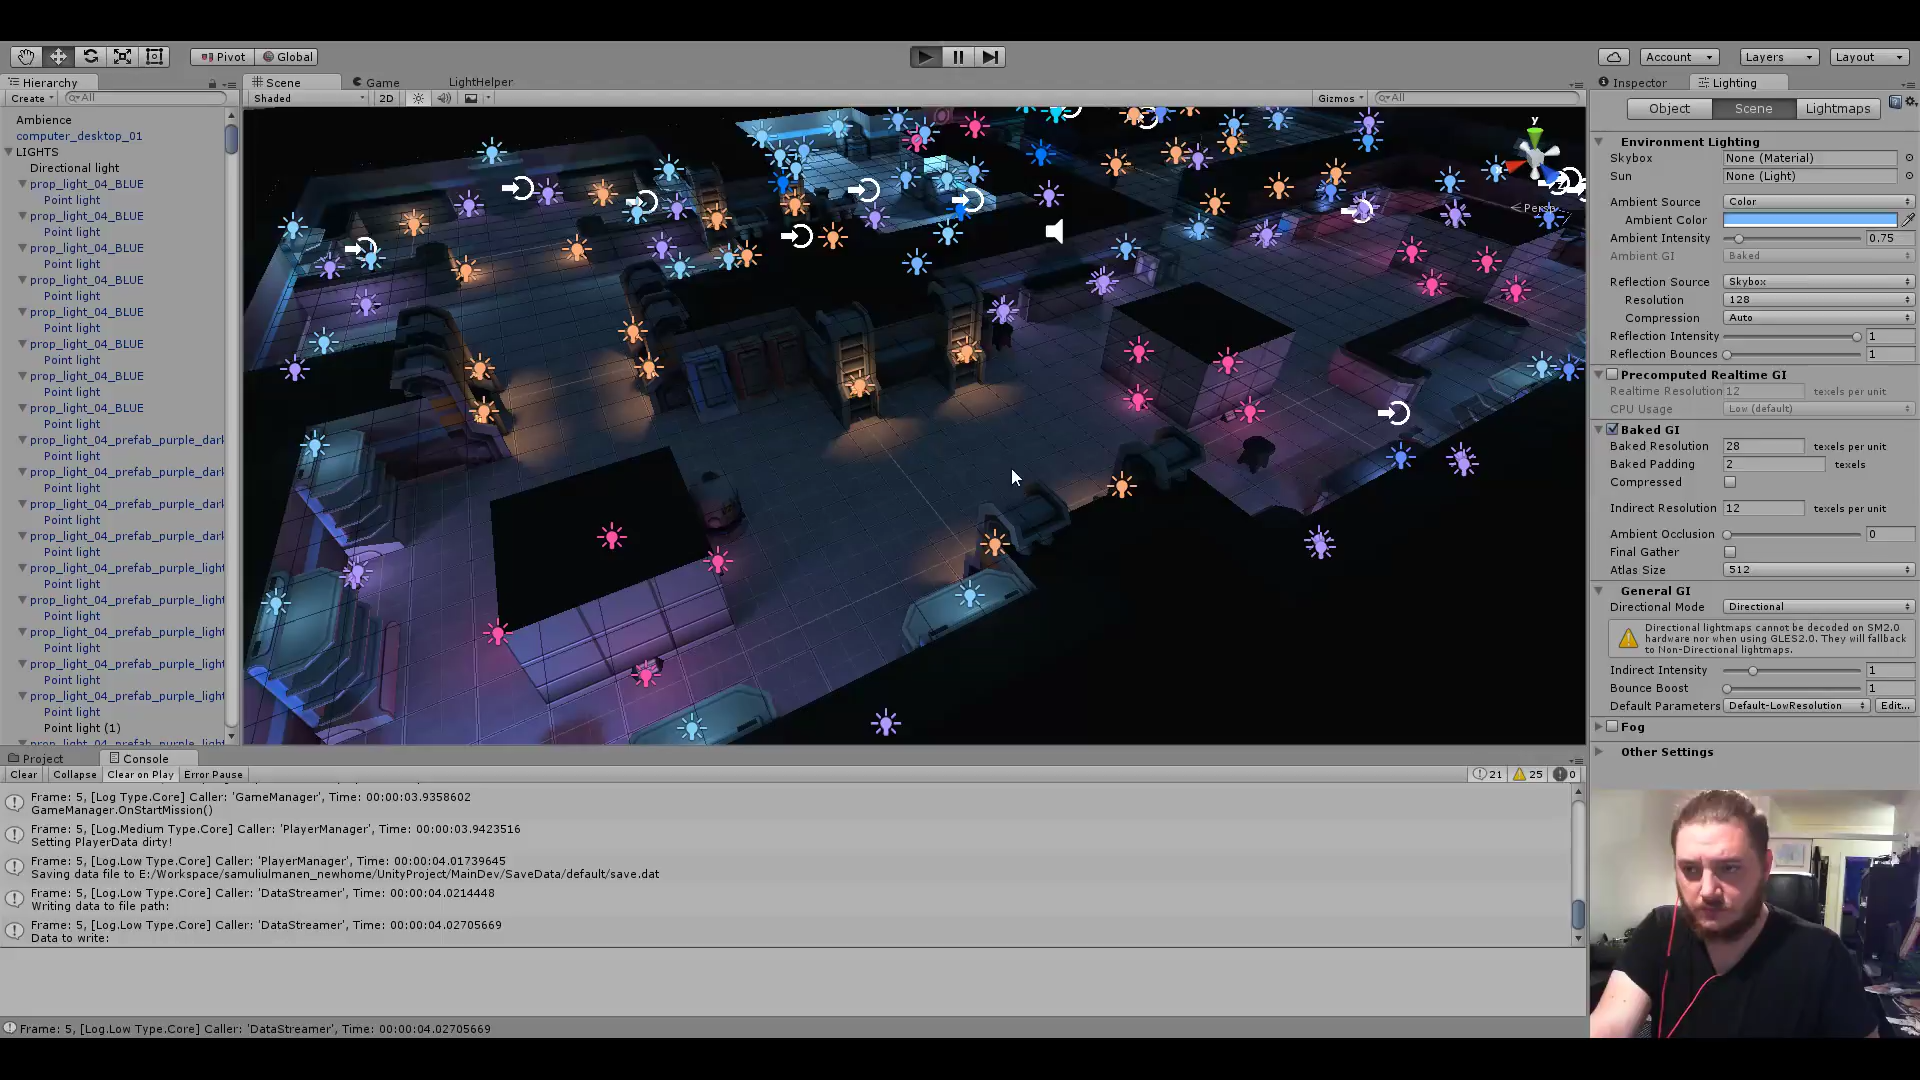 Pivot Global
Account Layers Layout
Hierarchy
Create All
Ambience
computer_desktop_01
LIGHTS
Directional light
prop_light_04_BLUE
Point light
prop_light_04_BLUE
Point light
prop_light_04_BLUE
Point light
prop_light_04_BLUE
Point light
prop_light_04_BLUE
Point light
prop_light_04_BLUE
Point light
prop_light_04_BLUE
Point light
prop_light_04_BLUE
Point light
prop_light_04_prefab_purple_dark
Point light
prop_light_04_prefab_purple_dark
Point light
prop_light_04_prefab_purple_dark
Point light
prop_light_04_prefab_purple_dark
Point light
prop_light_04_prefab_purple_light
Point light
prop_light_04_prefab_purple_light
Point light
prop_light_04_prefab_purple_light
Point light
prop_light_04_prefab_purple_light
Point light
prop_light_04_prefab_purple_light
Point light
Point light (1)
Scene Game LightHelper
Shaded 2D Gizmos All
y
Persp
Inspector Lighting
Object Scene Lightmaps
Environment Lighting
Skybox None (Material)
Sun None (Light)
Ambient Source Color
Ambient Color
Ambient Intensity 0.75
Ambient GI Baked
Reflection Source Skybox
Resolution 128
Compression Auto
Reflection Intensity 1
Reflection Bounces 1
Precomputed Realtime GI
Realtime Resolution 12 texels per unit
CPU Usage Low (default)
Baked GI
Baked Resolution 28 texels per unit
Baked Padding 2 texels
Compressed
Indirect Resolution 12 texels per unit
Ambient Occlusion 0
Final Gather
Atlas Size 512
General GI
Directional Mode Directional
Directional lightmaps cannot be decoded on SM2.0
hardware nor when using GLES2.0. They will fallback
to Non-Directional lightmaps.
Indirect Intensity 1
Bounce Boost 1
Default Parameters Default-LowResolution Edit...
Fog
Other Settings
Project Console
Clear Collapse Clear on Play Error Pause 21 25 0
Frame: 5, [Log Type.Core] Caller: 'GameManager', Time: 00:00:03.9358602
GameManager.OnStartMission()
Frame: 5, [Log.Medium Type.Core] Caller: 'PlayerManager', Time: 00:00:03.9423516
Setting PlayerData dirty!
Frame: 5, [Log.Low Type.Core] Caller: 'PlayerManager', Time: 00:00:04.01739645
Saving data file to E:/Workspace/samuliulmanen_newhome/UnityProject/MainDev/SaveData/default/save.dat
Frame: 5, [Log.Low Type.Core] Caller: 'DataStreamer', Time: 00:00:04.0214448
Writing data to file path:
Frame: 5, [Log.Low Type.Core] Caller: 'DataStreamer', Time: 00:00:04.02705669
Data to write:
Frame: 5, [Log.Low Type.Core] Caller: 'DataStreamer', Time: 00:00:04.02705669